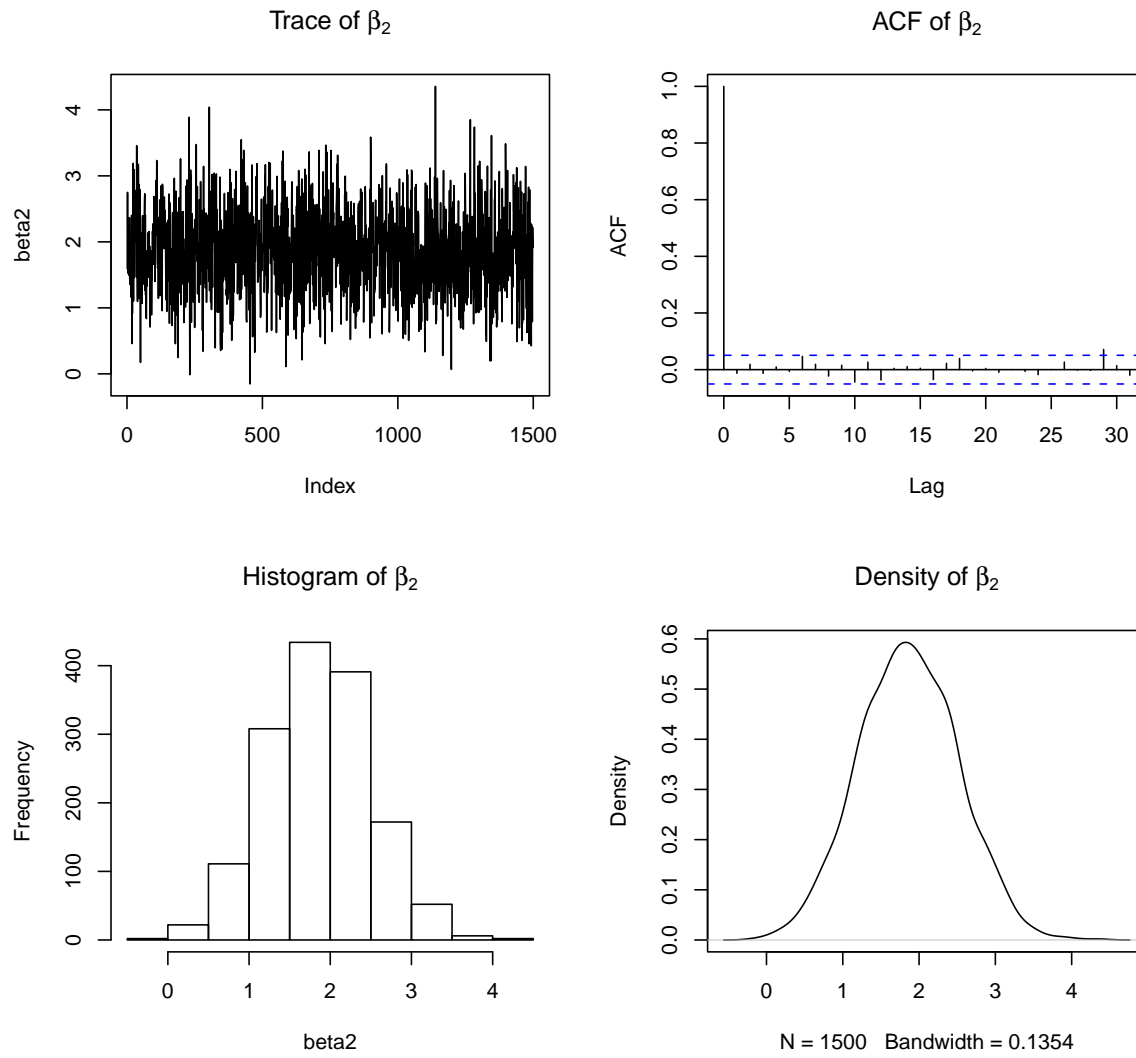 Trace of β₂
beta2
4
3
2
1
0
0 500 1000 1500
Index
ACF of β₂
ACF
1.0
0.8
0.6
0.4
0.2
0.0
0 5 10 15 20 25 30
Lag
Histogram of β₂
Frequency
400
300
200
100
0
0 1 2 3 4
beta2
Density of β₂
Density
0.6
0.5
0.4
0.3
0.2
0.1
0.0
0 1 2 3 4
N = 1500 Bandwidth = 0.1354